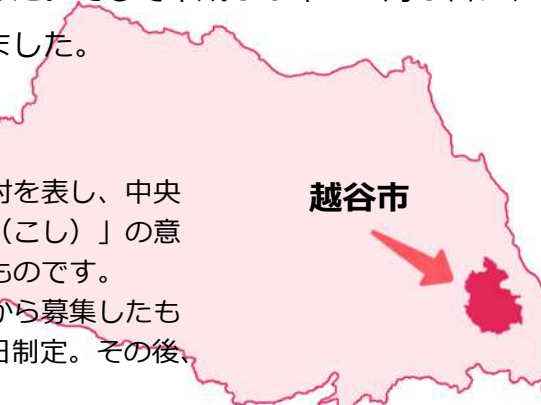 ました。
村を表し、中央
（こし）」の意
ものです。
から募集したも
日制定。その後、
越谷市